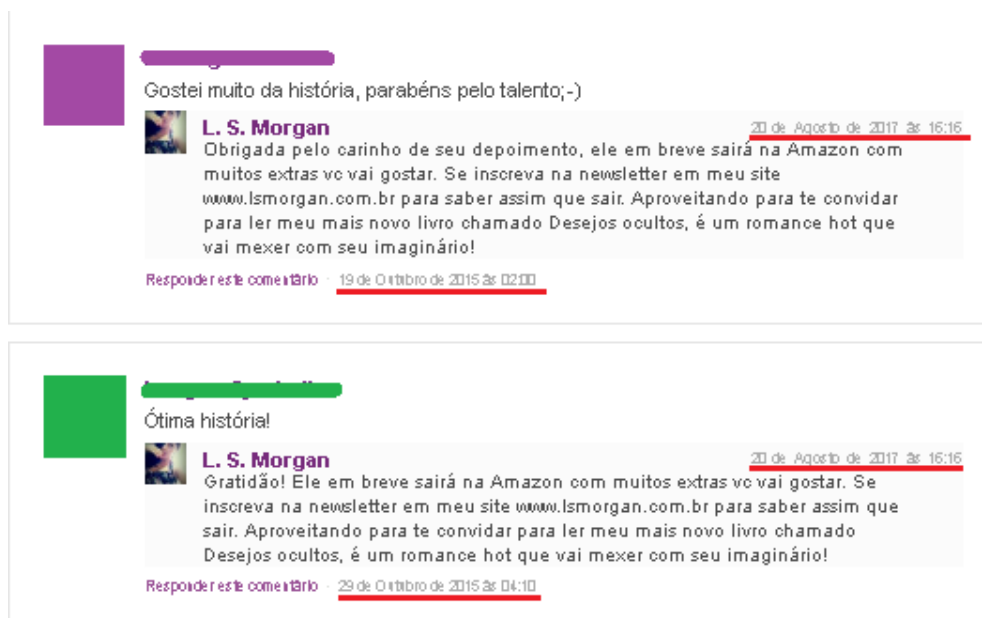 Gostei muito da história, parabéns pelo talento;-)
L. S. Morgan 20 de Agosto de 2017 às 16:16
Obrigada pelo carinho de seu depoimento, ele em breve sairá na Amazon com
muitos extras vc vai gostar. Se inscreva na newsletter em meu site
www.lsmorgan.com.br para saber assim que sair. Aproveitando para te convidar
para ler meu mais novo livro chamado Desejos ocultos, é um romance hot que
vai mexer com seu imaginário!
Responder este comentário · 19 de Outubro de 2015 às 02:00
Ótima história!
L. S. Morgan 20 de Agosto de 2017 às 16:16
Gratidão! Ele em breve sairá na Amazon com muitos extras vc vai gostar. Se
inscreva na newsletter em meu site www.lsmorgan.com.br para saber assim que
sair. Aproveitando para te convidar para ler meu mais novo livro chamado
Desejos ocultos, é um romance hot que vai mexer com seu imaginário!
Responder este comentário · 29 de Outubro de 2015 às 04:10